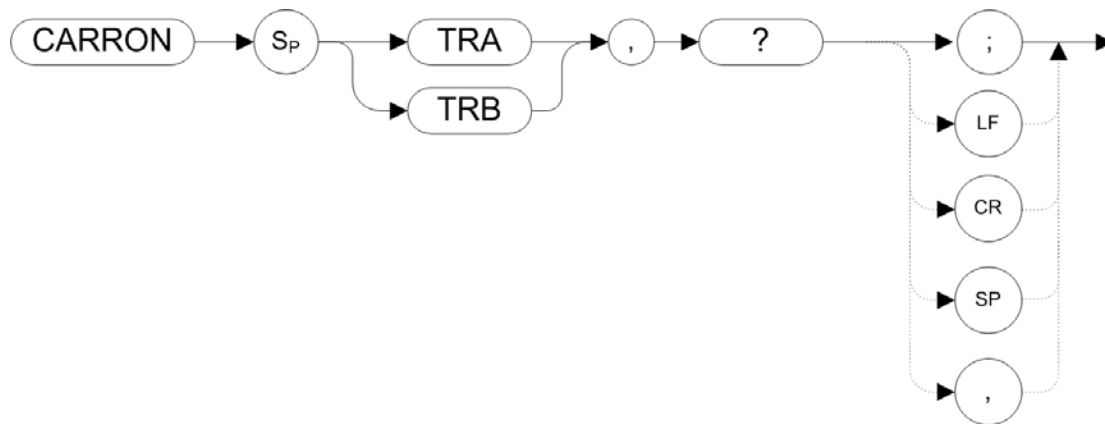 CARRON SP TRA , ? ;
TRB LF
CR
SP
,